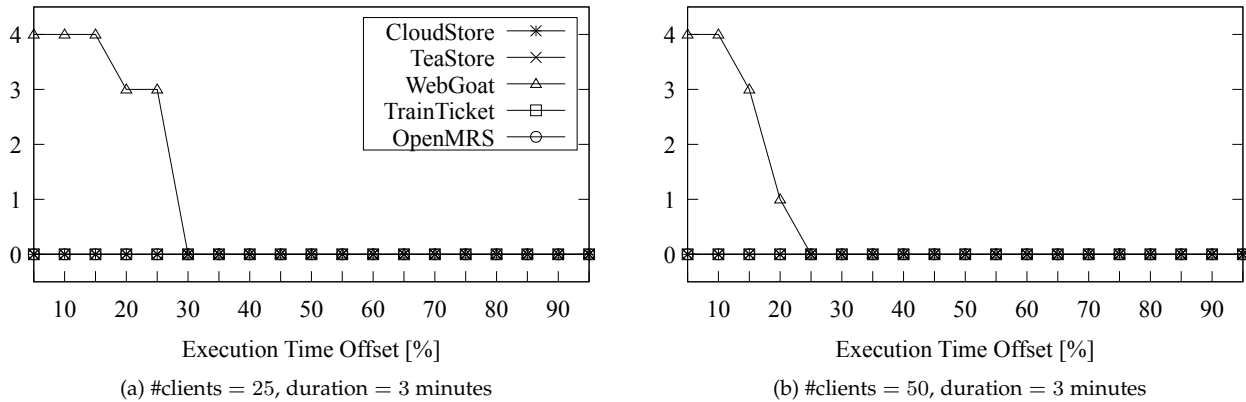 4
3
2
1
0
CloudStore
TeaStore
WebGoat
TrainTicket
OpenMRS
10 20 30 40 50 60 70 80 90
Execution Time Offset [%]
(a) #clients = 25, duration = 3 minutes
4
3
2
1
0
10 20 30 40 50 60 70 80 90
Execution Time Offset [%]
(b) #clients = 50, duration = 3 minutes